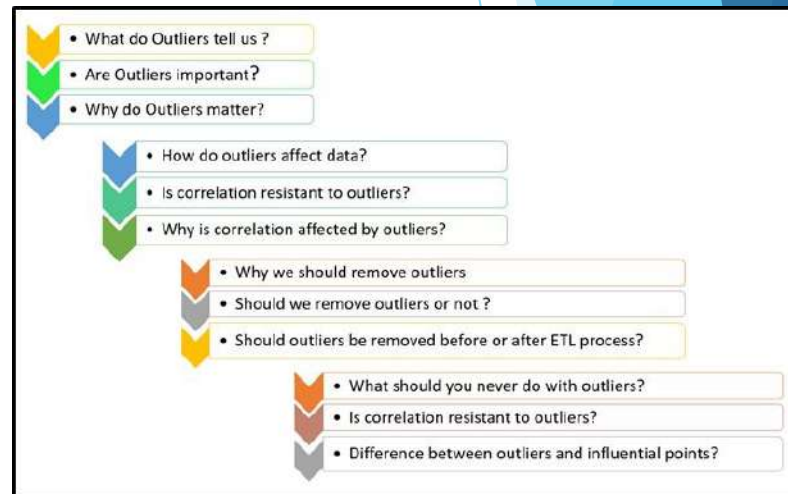 • What do Outliers tell us ?
• Are Outliers important?
• Why do Outliers matter?
• How do outliers affect data?
• Is correlation resistant to outliers?
• Why is correlation affected by outliers?
• Why we should remove outliers
• Should we remove outliers or not ?
• Should outliers be removed before or after ETL process?
• What should you never do with outliers?
• Is correlation resistant to outliers?
• Difference between outliers and influential points?